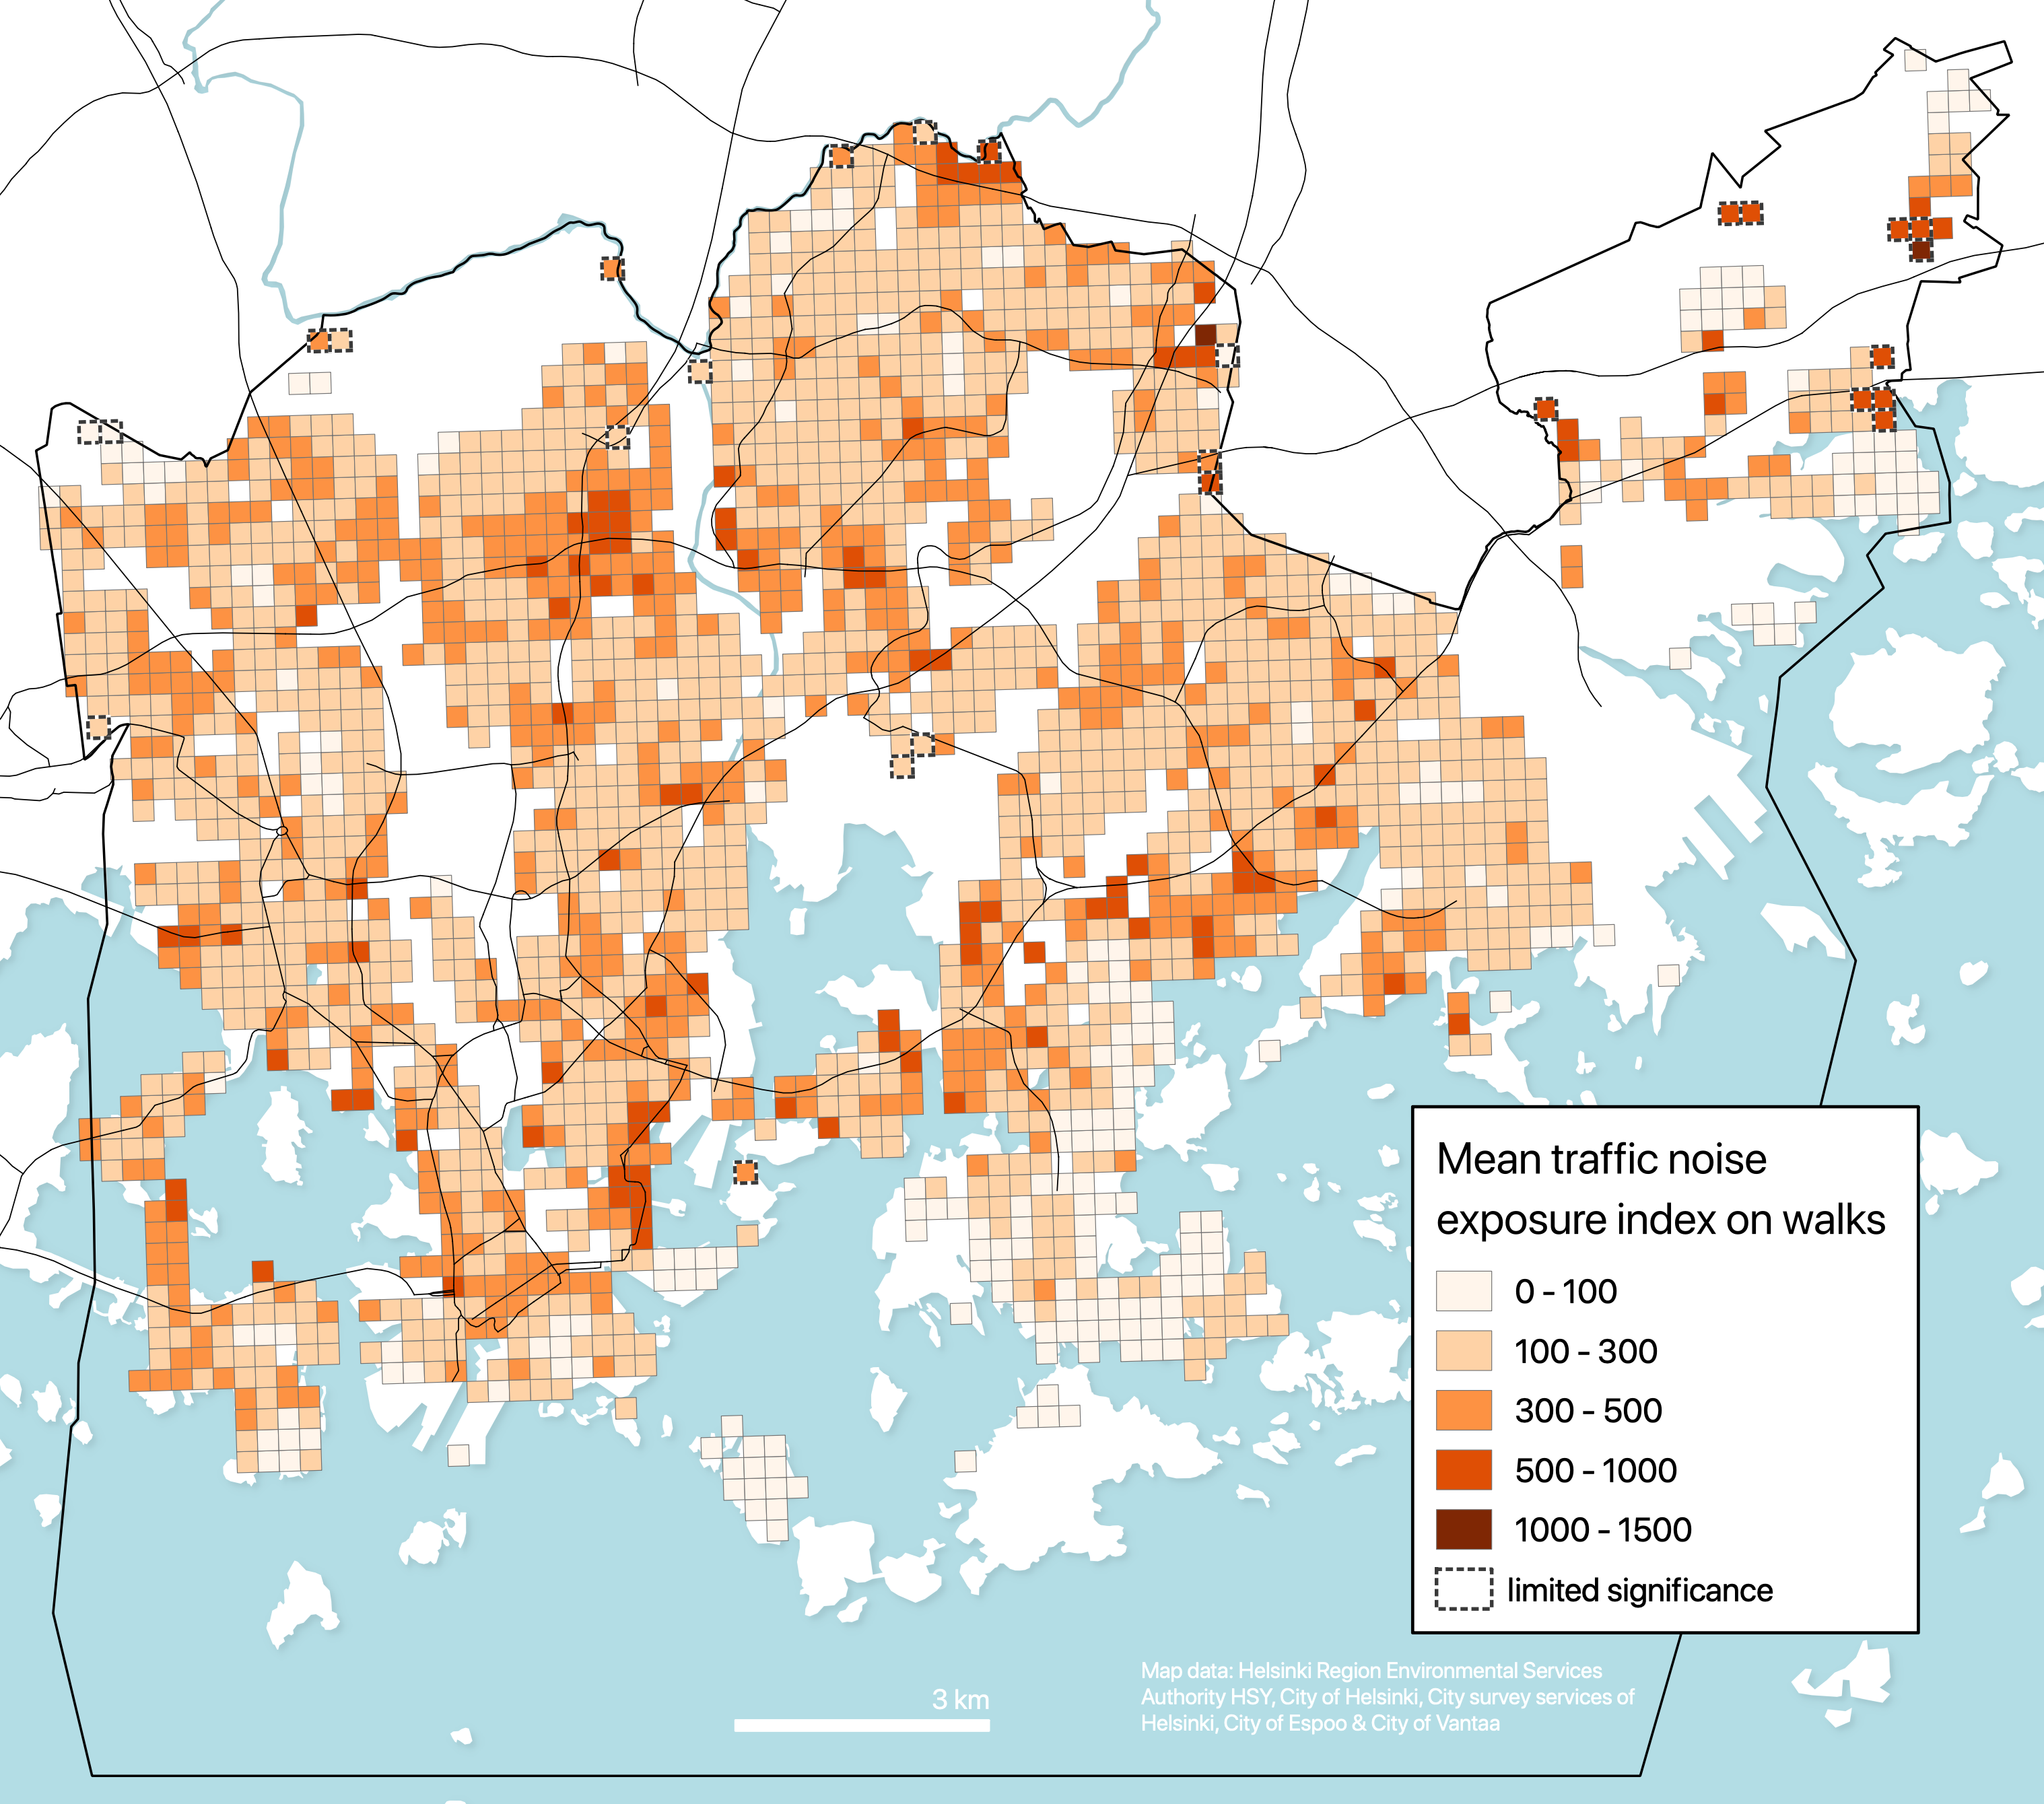 Mean traffic noise
exposure index on walks
0 - 100
100 - 300
300 - 500
500 - 1000
1000 - 1500
limited significance
3 km
Map data: Helsinki Region Environmental Services
Authority HSY, City of Helsinki, City survey services of
Helsinki, City of Espoo & City of Vantaa